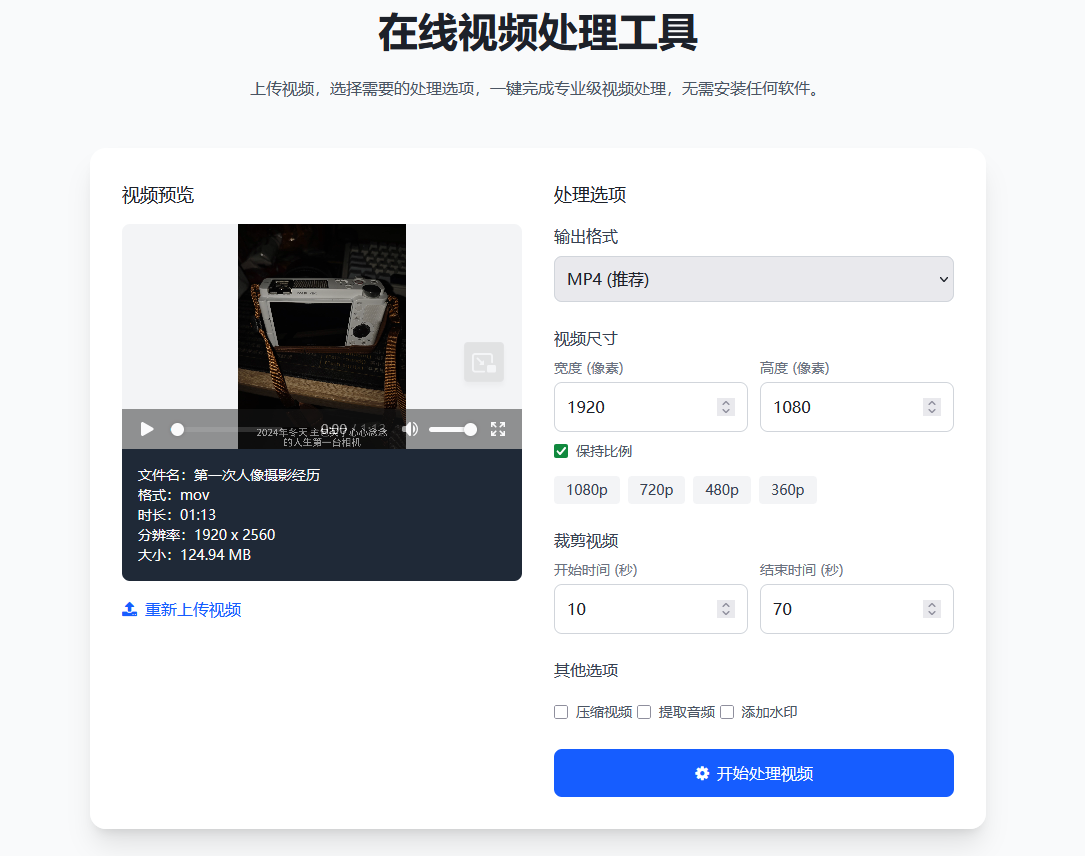 在线视频处理工具
上传视频，选择需要的处理选项，一键完成专业级视频处理，无需安装任何软件。
视频预览
0:00 / 1:13
2024年冬天 主包买了心心念念
的人生第一台相机
文件名：第一次人像摄影经历
格式：mov
时长：01:13
分辨率：1920 x 2560
大小：124.94 MB
重新上传视频
处理选项
输出格式
MP4 (推荐)
视频尺寸
宽度 (像素) 高度 (像素)
1920 1080
保持比例
1080p 720p 480p 360p
裁剪视频
开始时间 (秒) 结束时间 (秒)
10 70
其他选项
压缩视频 提取音频 添加水印
开始处理视频